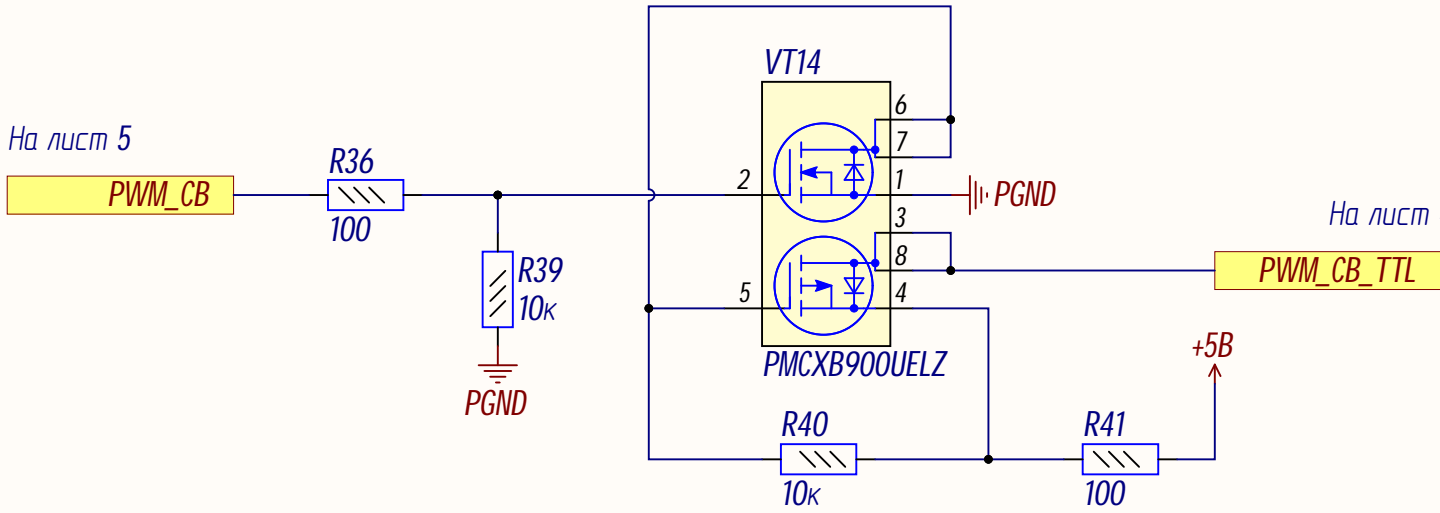 VT14
На лист 5
PWM_CB
R36
100
R39
10к
PGND
2
5
6
7
1
3
8
4
PGND
PMCXB900UELZ
На лист
PWM_CB_TTL
+5В
R40
10к
R41
100